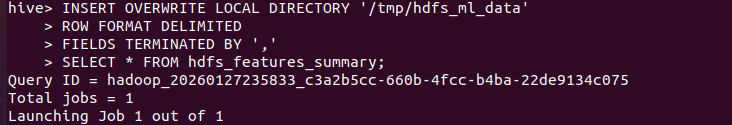 hive> INSERT OVERWRITE LOCAL DIRECTORY '/tmp/hdfs_ml_data'
    > ROW FORMAT DELIMITED
    > FIELDS TERMINATED BY ','
    > SELECT * FROM hdfs_features_summary;
Query ID = hadoop_20260127235833_c3a2b5cc-660b-4fcc-b4ba-22de9134c075
Total jobs = 1
Launching Job 1 out of 1